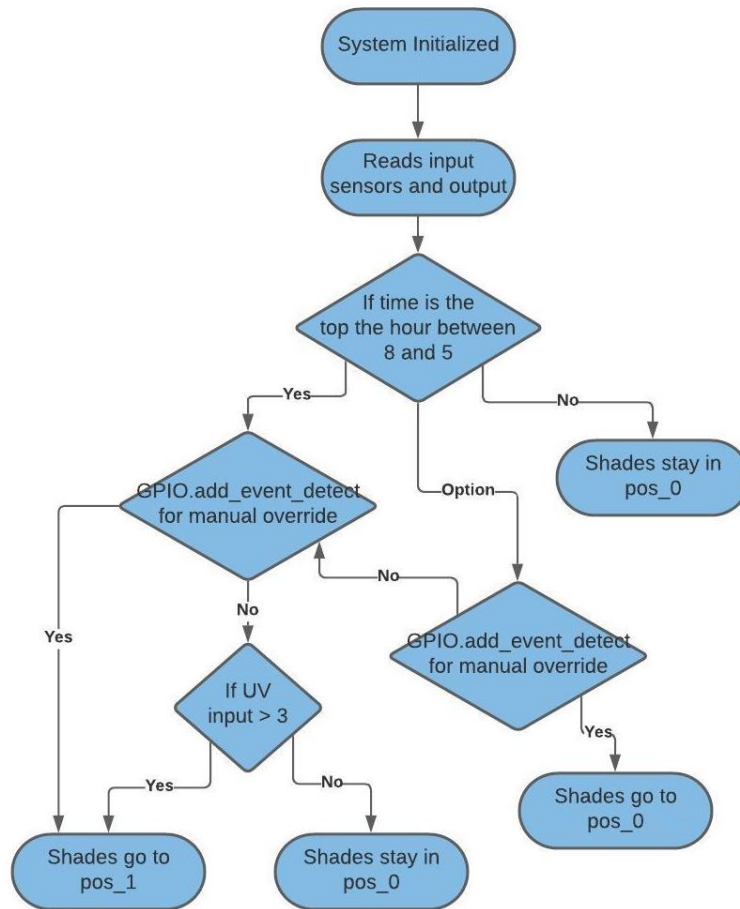 System Initialized
Reads input
sensors and output
If time is the
top the hour between
8 and 5
Yes
No
GPIO.add_event_detect
for manual override
Shades stay in
pos_0
Option
No
Yes
No
GPIO.add_event_detect
for manual override
If UV
input > 3
Yes
Yes
No
Shades go to
pos_0
Shades go to
pos_1
Shades stay in
pos_0